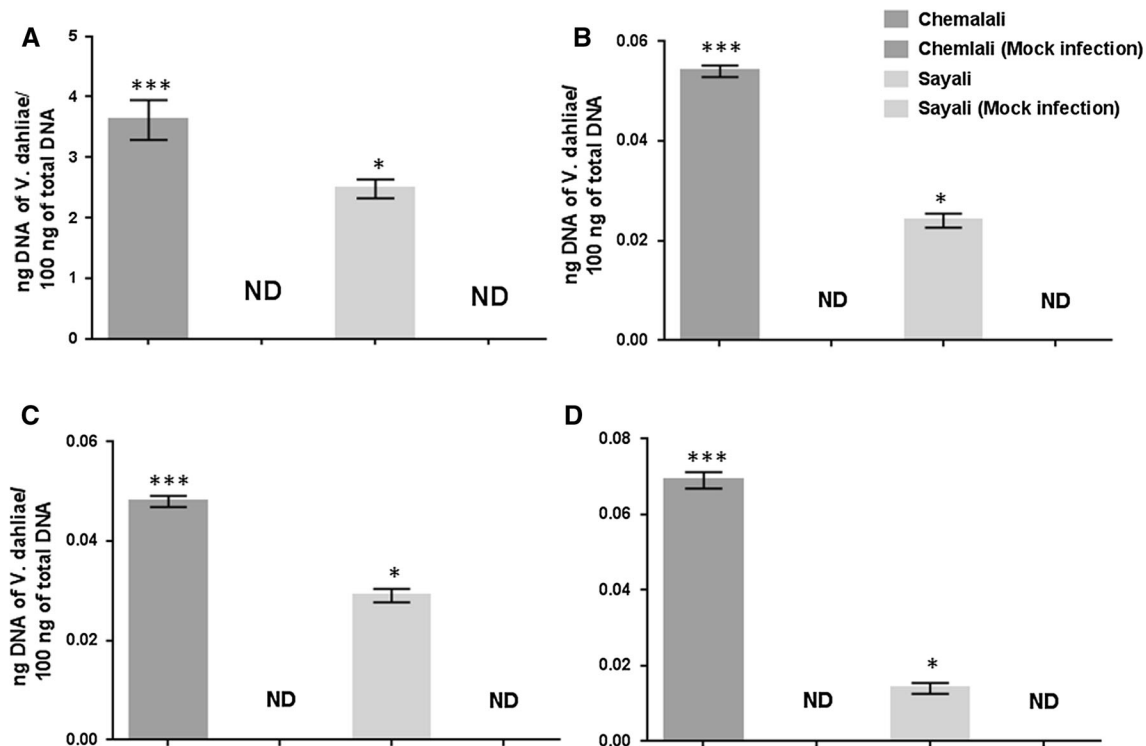 A
ng DNA of V. dahliae/
100 ng of total DNA
5
4
3
2
1
0
***
ND
*
ND
B
ng DNA of V. dahliae/
100 ng of total DNA
0.06
0.04
0.02
0.00
***
ND
*
ND
Chemalali
Chemlali (Mock infection)
Sayali
Sayali (Mock infection)
C
ng DNA of V. dahliae/
100 ng of total DNA
0.06
0.04
0.02
0.00
***
ND
*
ND
D
0.08
0.06
0.04
0.02
0.00
***
ND
*
ND